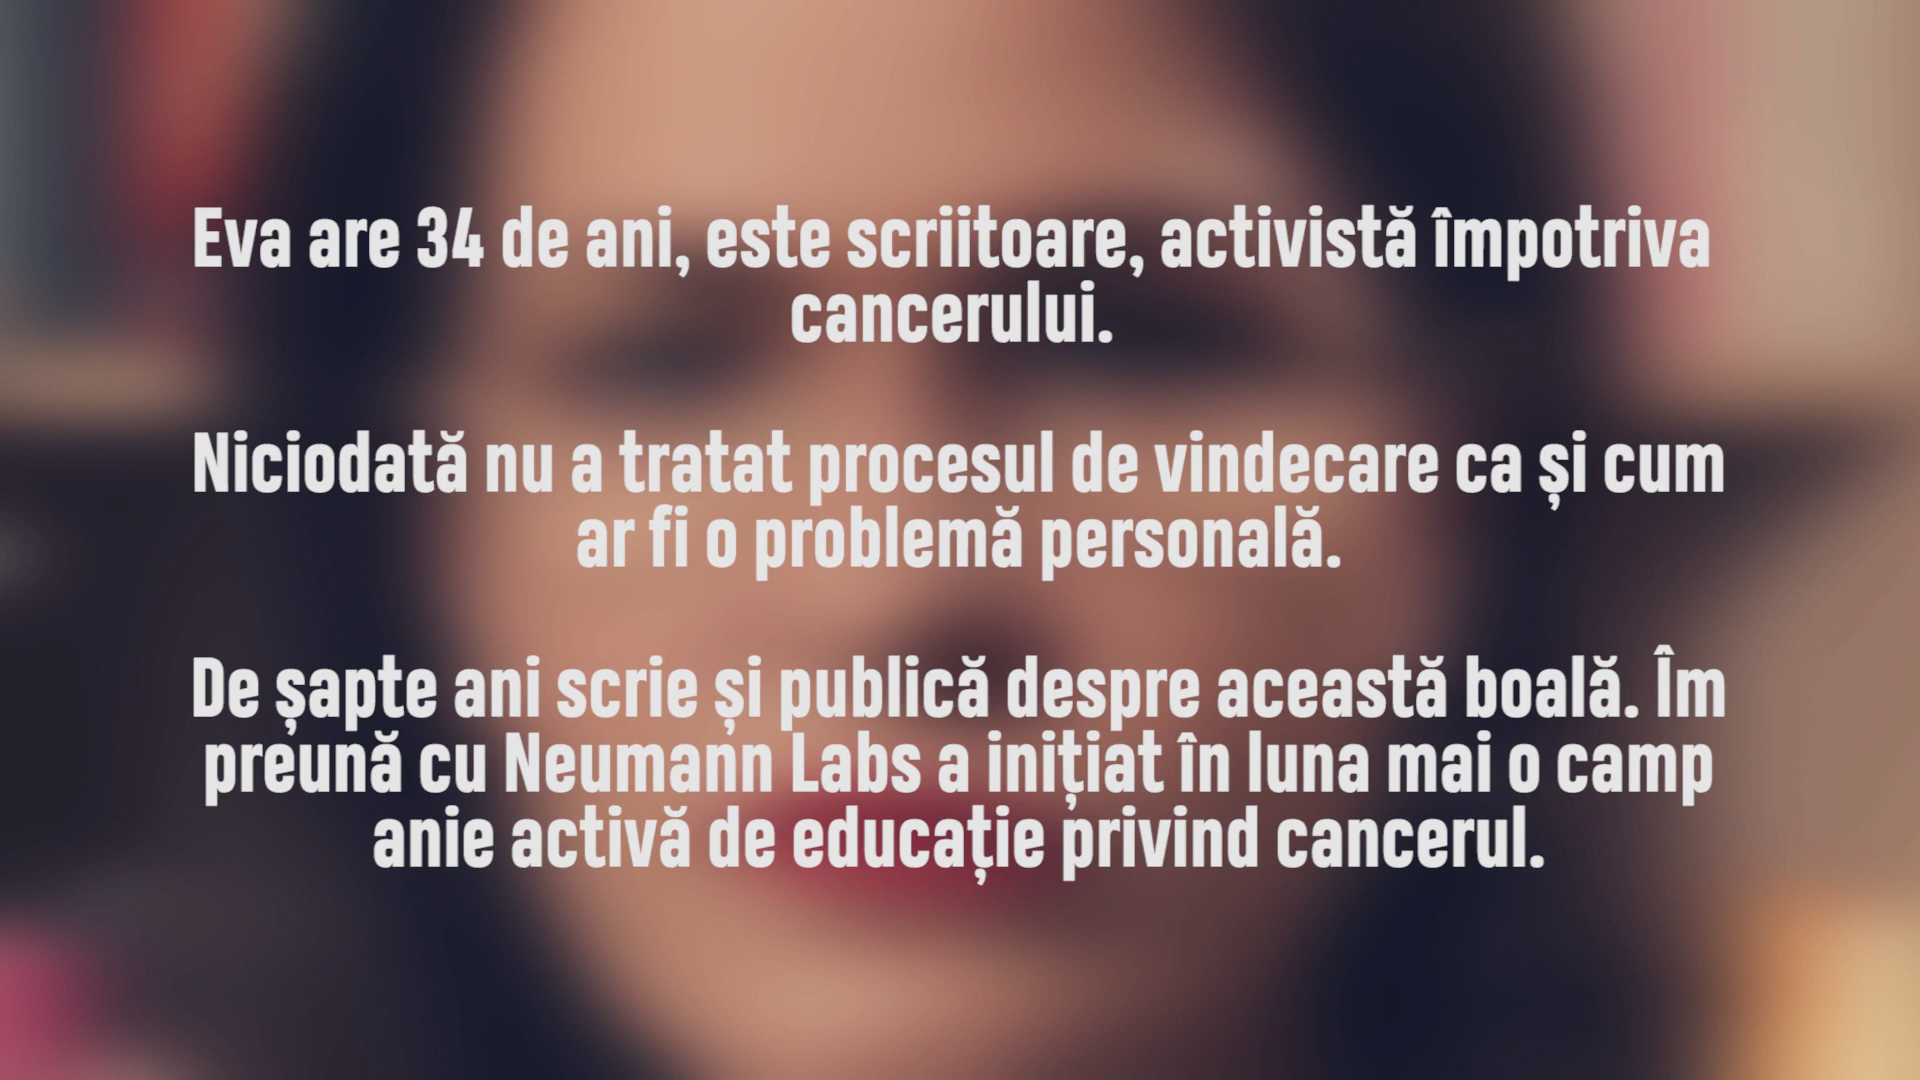 Eva are 34 de ani, este scriitoare, activistă împotriva
cancerului.
Niciodată nu a tratat procesul de vindecare ca și cum
ar fi o problemă personală.
De șapte ani scrie și publică despre această boală. Îm
preună cu Neumann Labs a inițiat în luna mai o camp
anie activă de educație privind cancerul.